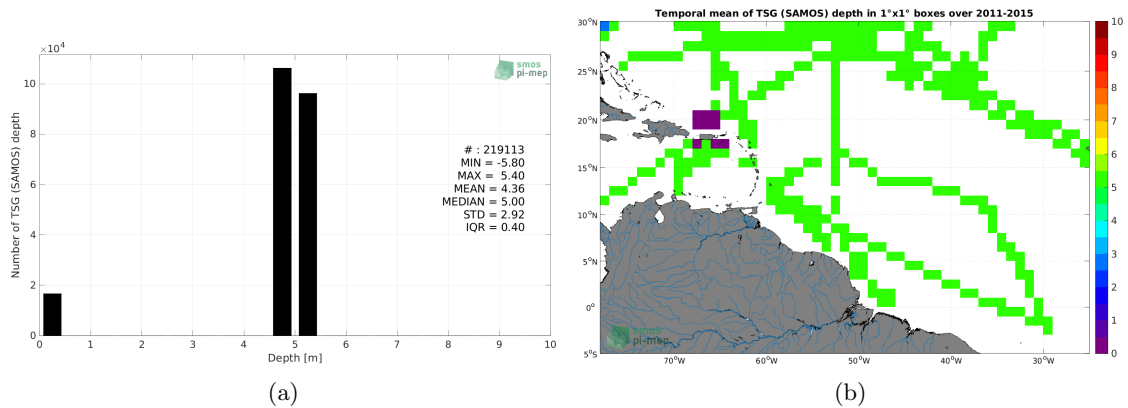 ×10⁴
10
8
6
4
2
0
Number of TSG (SAMOS) depth
smos
pi-mep
# : 219113
MIN = -5.80
MAX = 5.40
MEAN = 4.36
MEDIAN = 5.00
STD = 2.92
IQR = 0.40
0 1 2 3 4 5 6 7 8 9 10
Depth [m]
(a)
Temporal mean of TSG (SAMOS) depth in 1°x1° boxes over 2011-2015
30°N
25°N
20°N
15°N
10°N
5°N
0°
5°S
smos
pi-mep
70°W 60°W 50°W 40°W 30°W
10
9
8
7
6
5
4
3
2
1
0
(b)